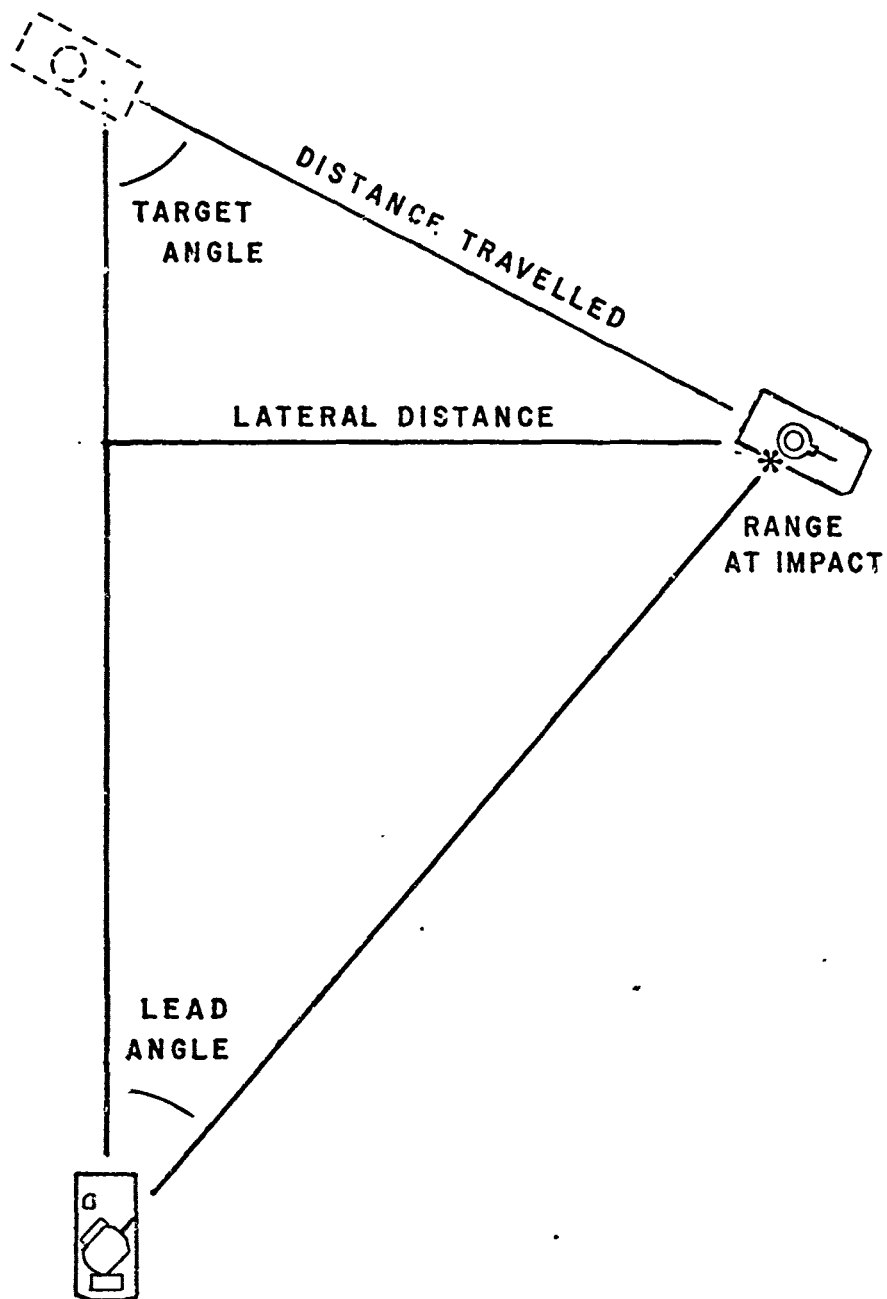 TARGET
ANGLE
DISTANCE TRAVELLED
LATERAL DISTANCE
RANGE
AT IMPACT
LEAD
ANGLE